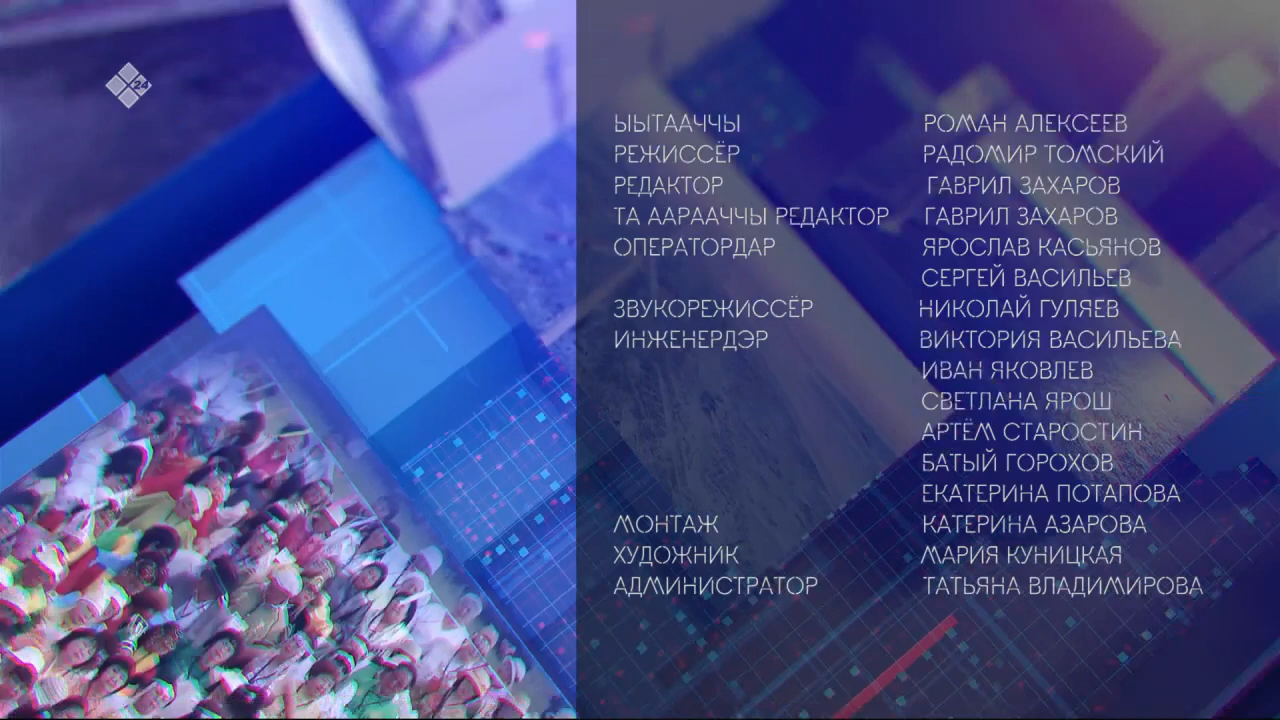 24
ЫЫТААЧЧЫ РОМАН АЛЕКСЕЕВ
РЕЖИССЁР РАДОМИР ТОМСКИЙ
РЕДАКТОР ГАВРИЛ ЗАХАРОВ
ТА ААРААЧЧЫ РЕДАКТОР ГАВРИЛ ЗАХАРОВ
ОПЕРАТОРДАР ЯРОСЛАВ КАСЬЯНОВ
СЕРГЕЙ ВАСИЛЬЕВ
ЗВУКОРЕЖИССЁР НИКОЛАЙ ГУЛЯЕВ
ИНЖЕНЕРДЭР ВИКТОРИЯ ВАСИЛЬЕВА
ИВАН ЯКОВЛЕВ
СВЕТЛАНА ЯРОШ
АРТЁМ СТАРОСТИН
БАТЫЙ ГОРОХОВ
ЕКАТЕРИНА ПОТАПОВА
МОНТАЖ КАТЕРИНА АЗАРОВА
ХУДОЖНИК МАРИЯ КУНИЦКАЯ
АДМИНИСТРАТОР ТАТЬЯНА ВЛАДИМИРОВА